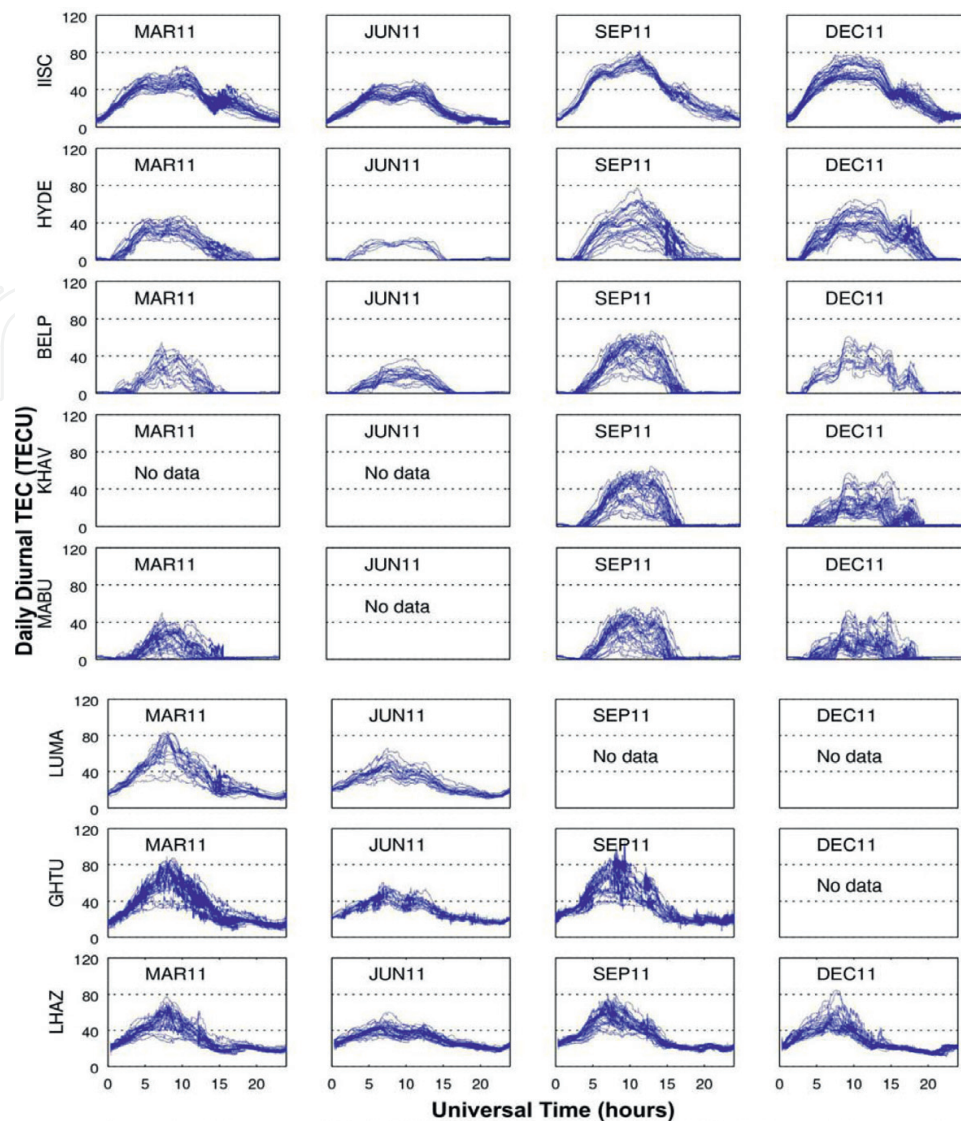 Daily Diurnal TEC (TECU)
IISC
120
80
40
0
MAR11
JUN11
SEP11
DEC11
HYDE
120
80
40
0
MAR11
JUN11
SEP11
DEC11
BELP
120
80
40
0
MAR11
JUN11
SEP11
DEC11
KHAV
120
80
40
0
MAR11
No data
JUN11
No data
SEP11
DEC11
MABU
120
80
40
0
MAR11
JUN11
No data
SEP11
DEC11
LUMA
120
80
40
0
MAR11
JUN11
SEP11
No data
DEC11
No data
GHTU
120
80
40
0
MAR11
JUN11
SEP11
DEC11
No data
LHAZ
120
80
40
0
MAR11
JUN11
SEP11
DEC11
0 5 10 15 20
0 5 10 15 20
0 5 10 15 20
0 5 10 15 20
Universal Time (hours)